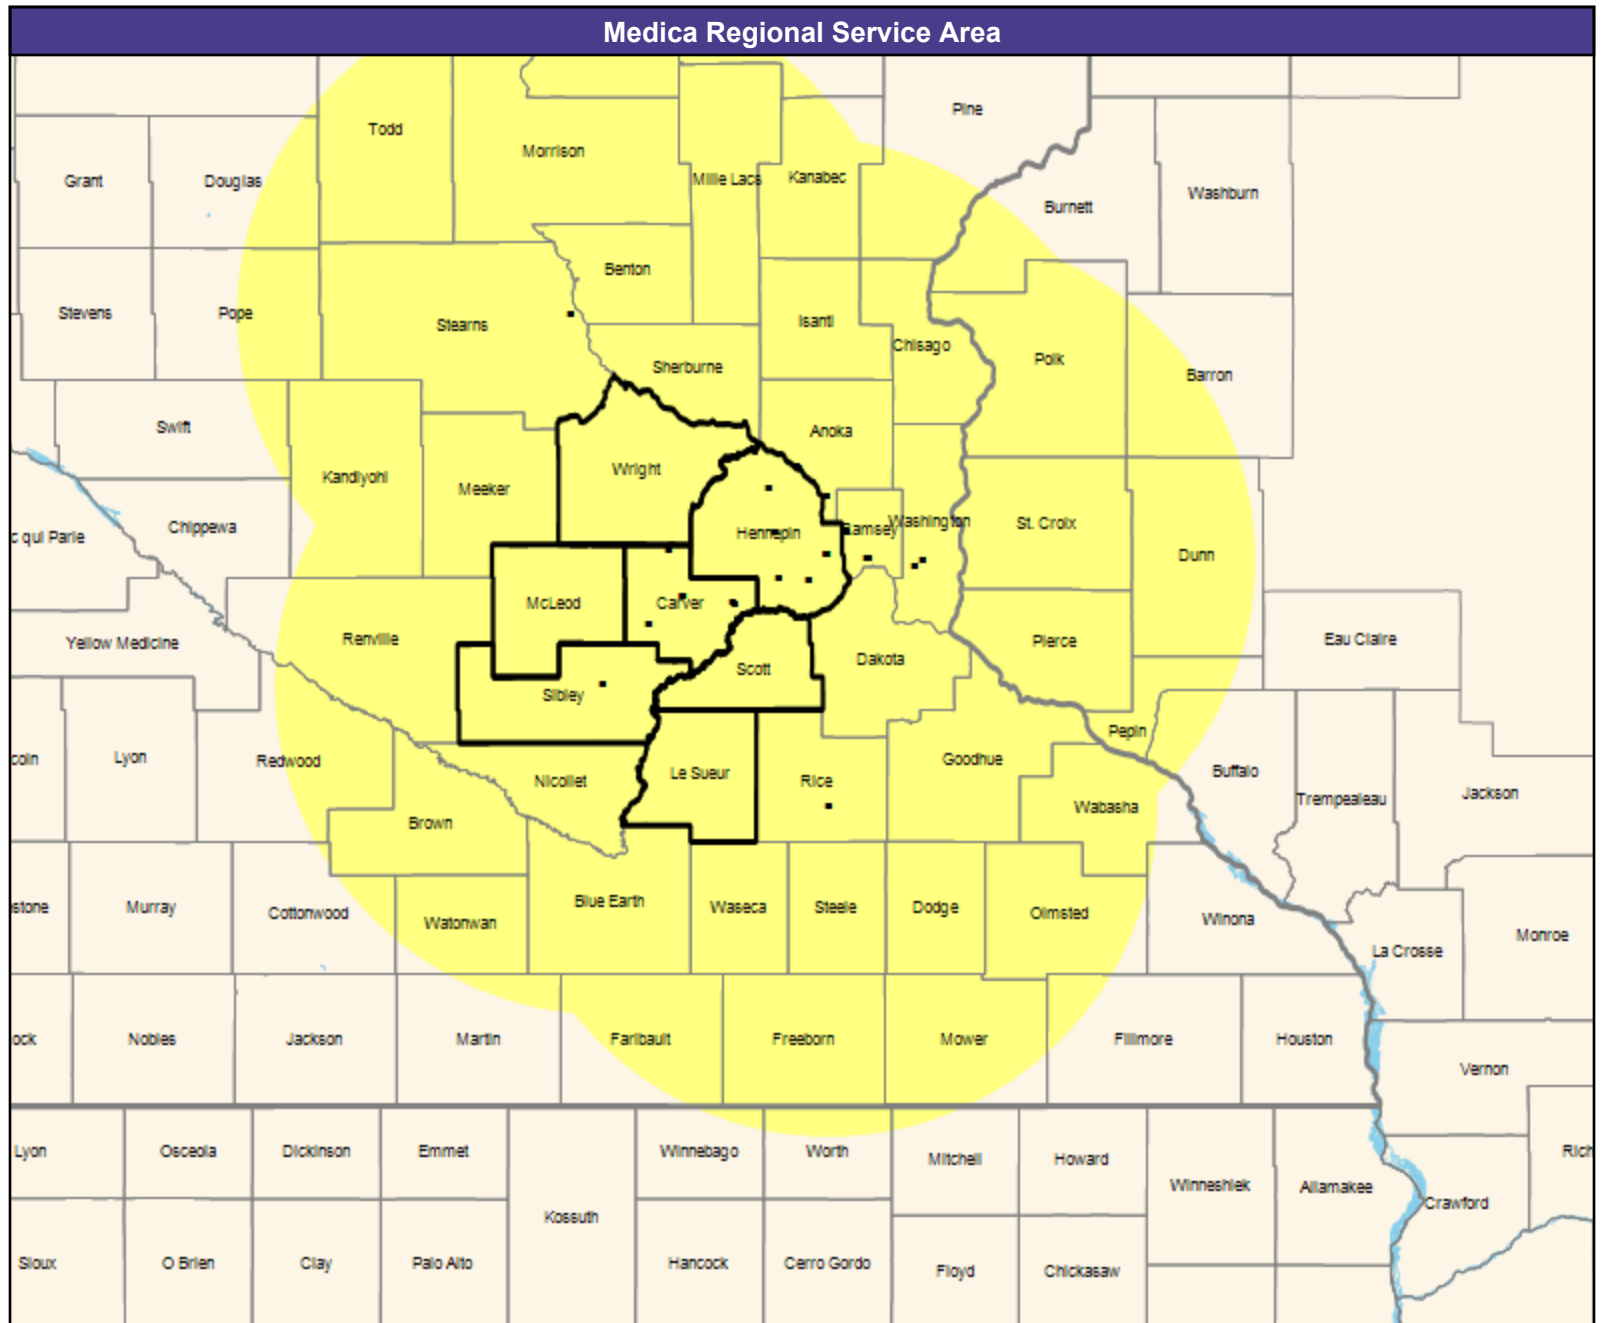 Medica Regional Service Area
Pine
Todd
Morrison
Grant
Douglas
Mille Lacs
Kanabec
Washburn
Burnett
Benton
Stevens
Pope
Stearns
Isanti
Chisago
Polk
Barron
Sherburne
Swift
Anoka
Kandiyohi
Wright
Meeker
Chippewa
c qui Parle
Hennepin
Ramsey
Washington
St. Croix
Dunn
McLeod
Carver
Renville
Yellow Medicine
Scott
Dakota
Pierce
Eau Claire
Sibley
coln
Lyon
Redwood
Nicollet
Le Sueur
Rice
Goodhue
Pepin
Buffalo
Trempealeau
Jackson
Brown
Wabasha
stone
Murray
Cottonwood
Watonwan
Blue Earth
Waseca
Steele
Dodge
Olmsted
Winona
La Crosse
Monroe
ock
Nobles
Jackson
Martin
Faribault
Freeborn
Mower
Fillmore
Houston
Vernon
Lyon
Osceola
Dickinson
Emmet
Winnebago
Worth
Mitchell
Howard
Winneshiek
Allamakee
Crawford
Rich
Kossuth
Sioux
O Brien
Clay
Palo Alto
Hancock
Cerro Gordo
Floyd
Chickasaw